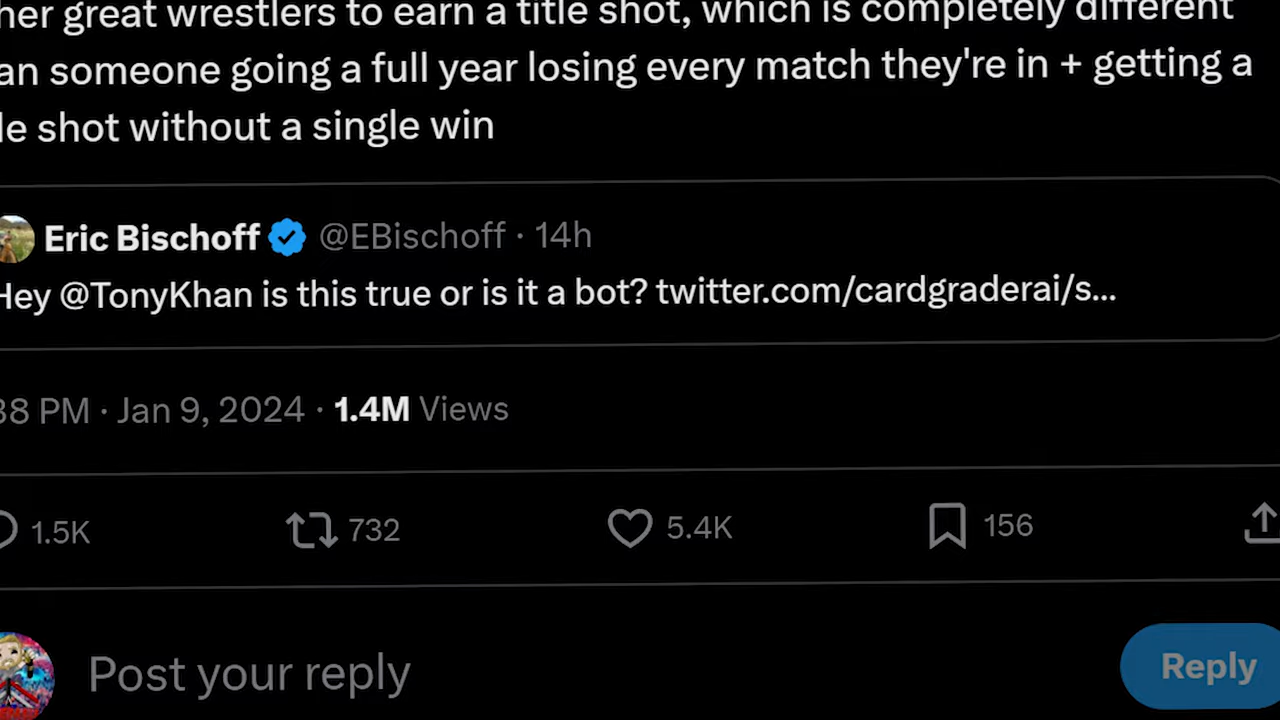 her great wrestlers to earn a title shot, which is completely different
an someone going a full year losing every match they're in + getting a
le shot without a single win
Eric Bischoff @EBischoff · 14h
Hey @TonyKhan is this true or is it a bot? twitter.com/cardgraderai/s...
38 PM · Jan 9, 2024 · 1.4M Views
1.5K 732 5.4K 156
Post your reply Reply